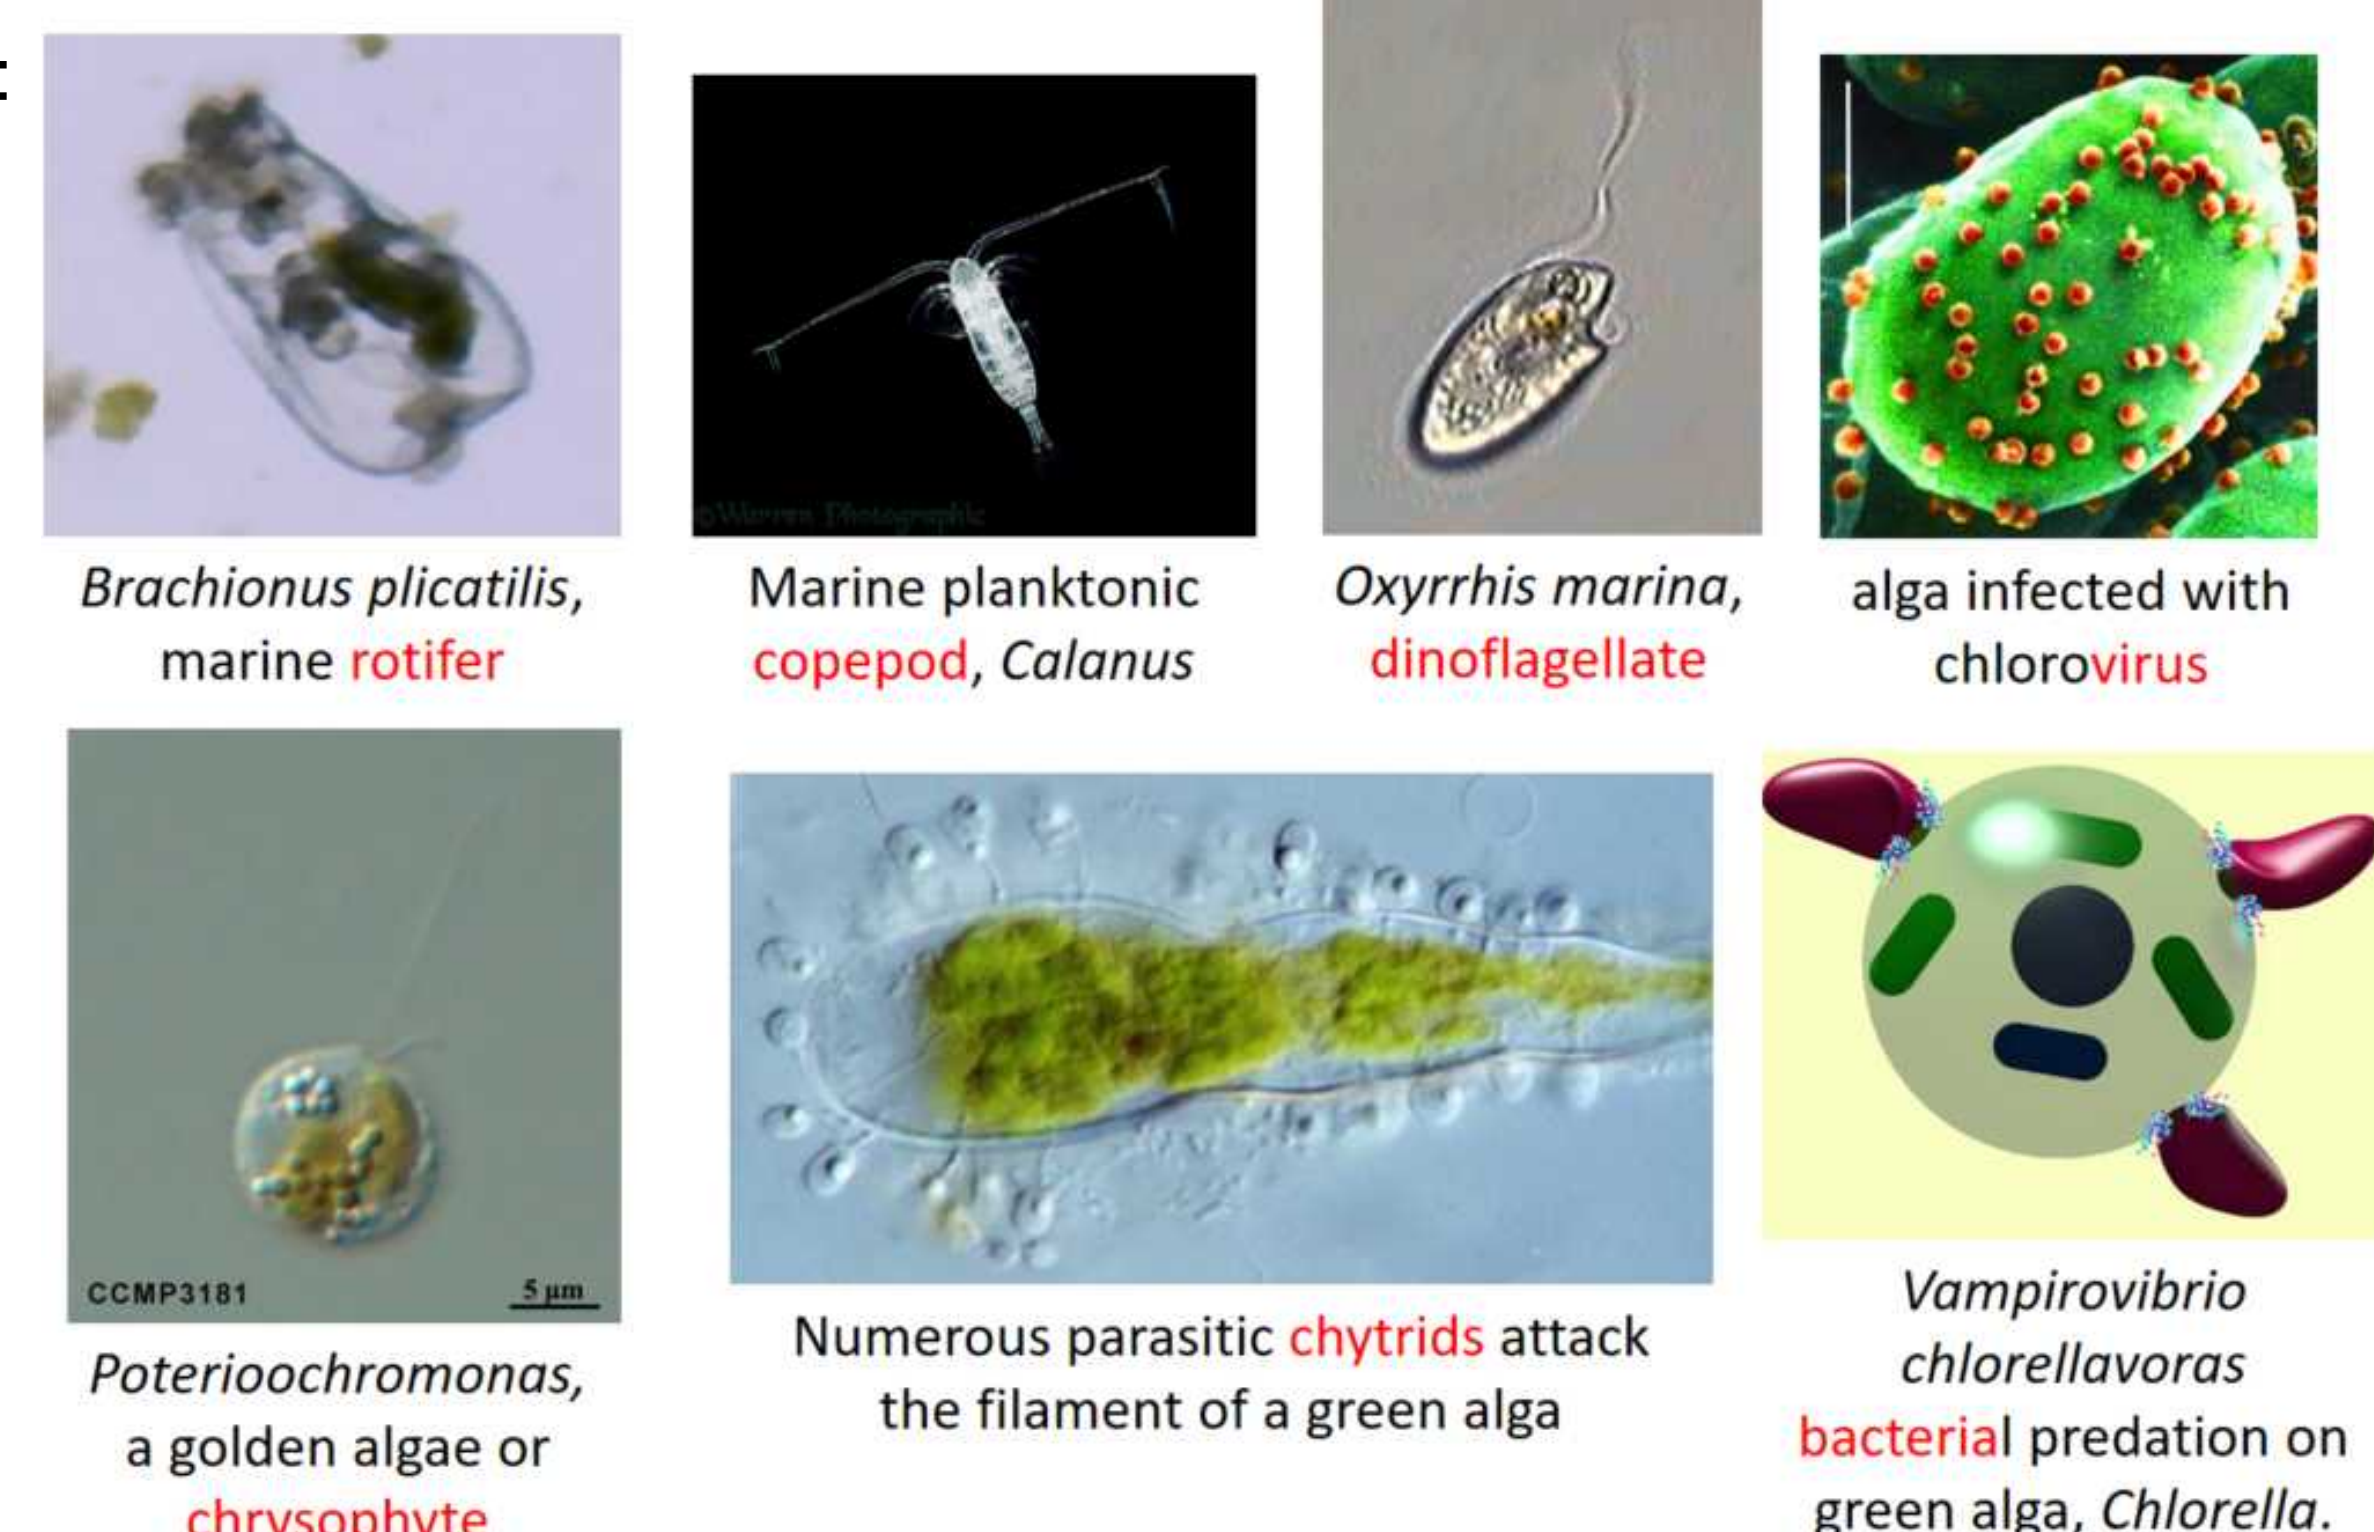 :
©Warren Photographic
Brachionus plicatilis,
marine rotifer
Marine planktonic
copepod, Calanus
Oxyrrhis marina,
dinoflagellate
alga infected with
chlorovirus
CCMP3181
5 µm
Poterioochromonas,
a golden algae or
chrysophyte
Numerous parasitic chytrids attack
the filament of a green alga
Vampirovibrio
chlorellavoras
bacterial predation on
green alga, Chlorella.